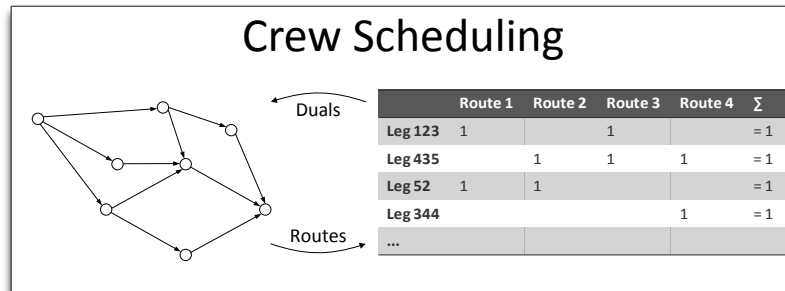 Crew Scheduling
Duals
Routes
Route 1 Route 2 Route 3 Route 4 ∑
Leg 123 1 1 = 1
Leg 435 1 1 1 = 1
Leg 52 1 1 = 1
Leg 344 1 = 1
...